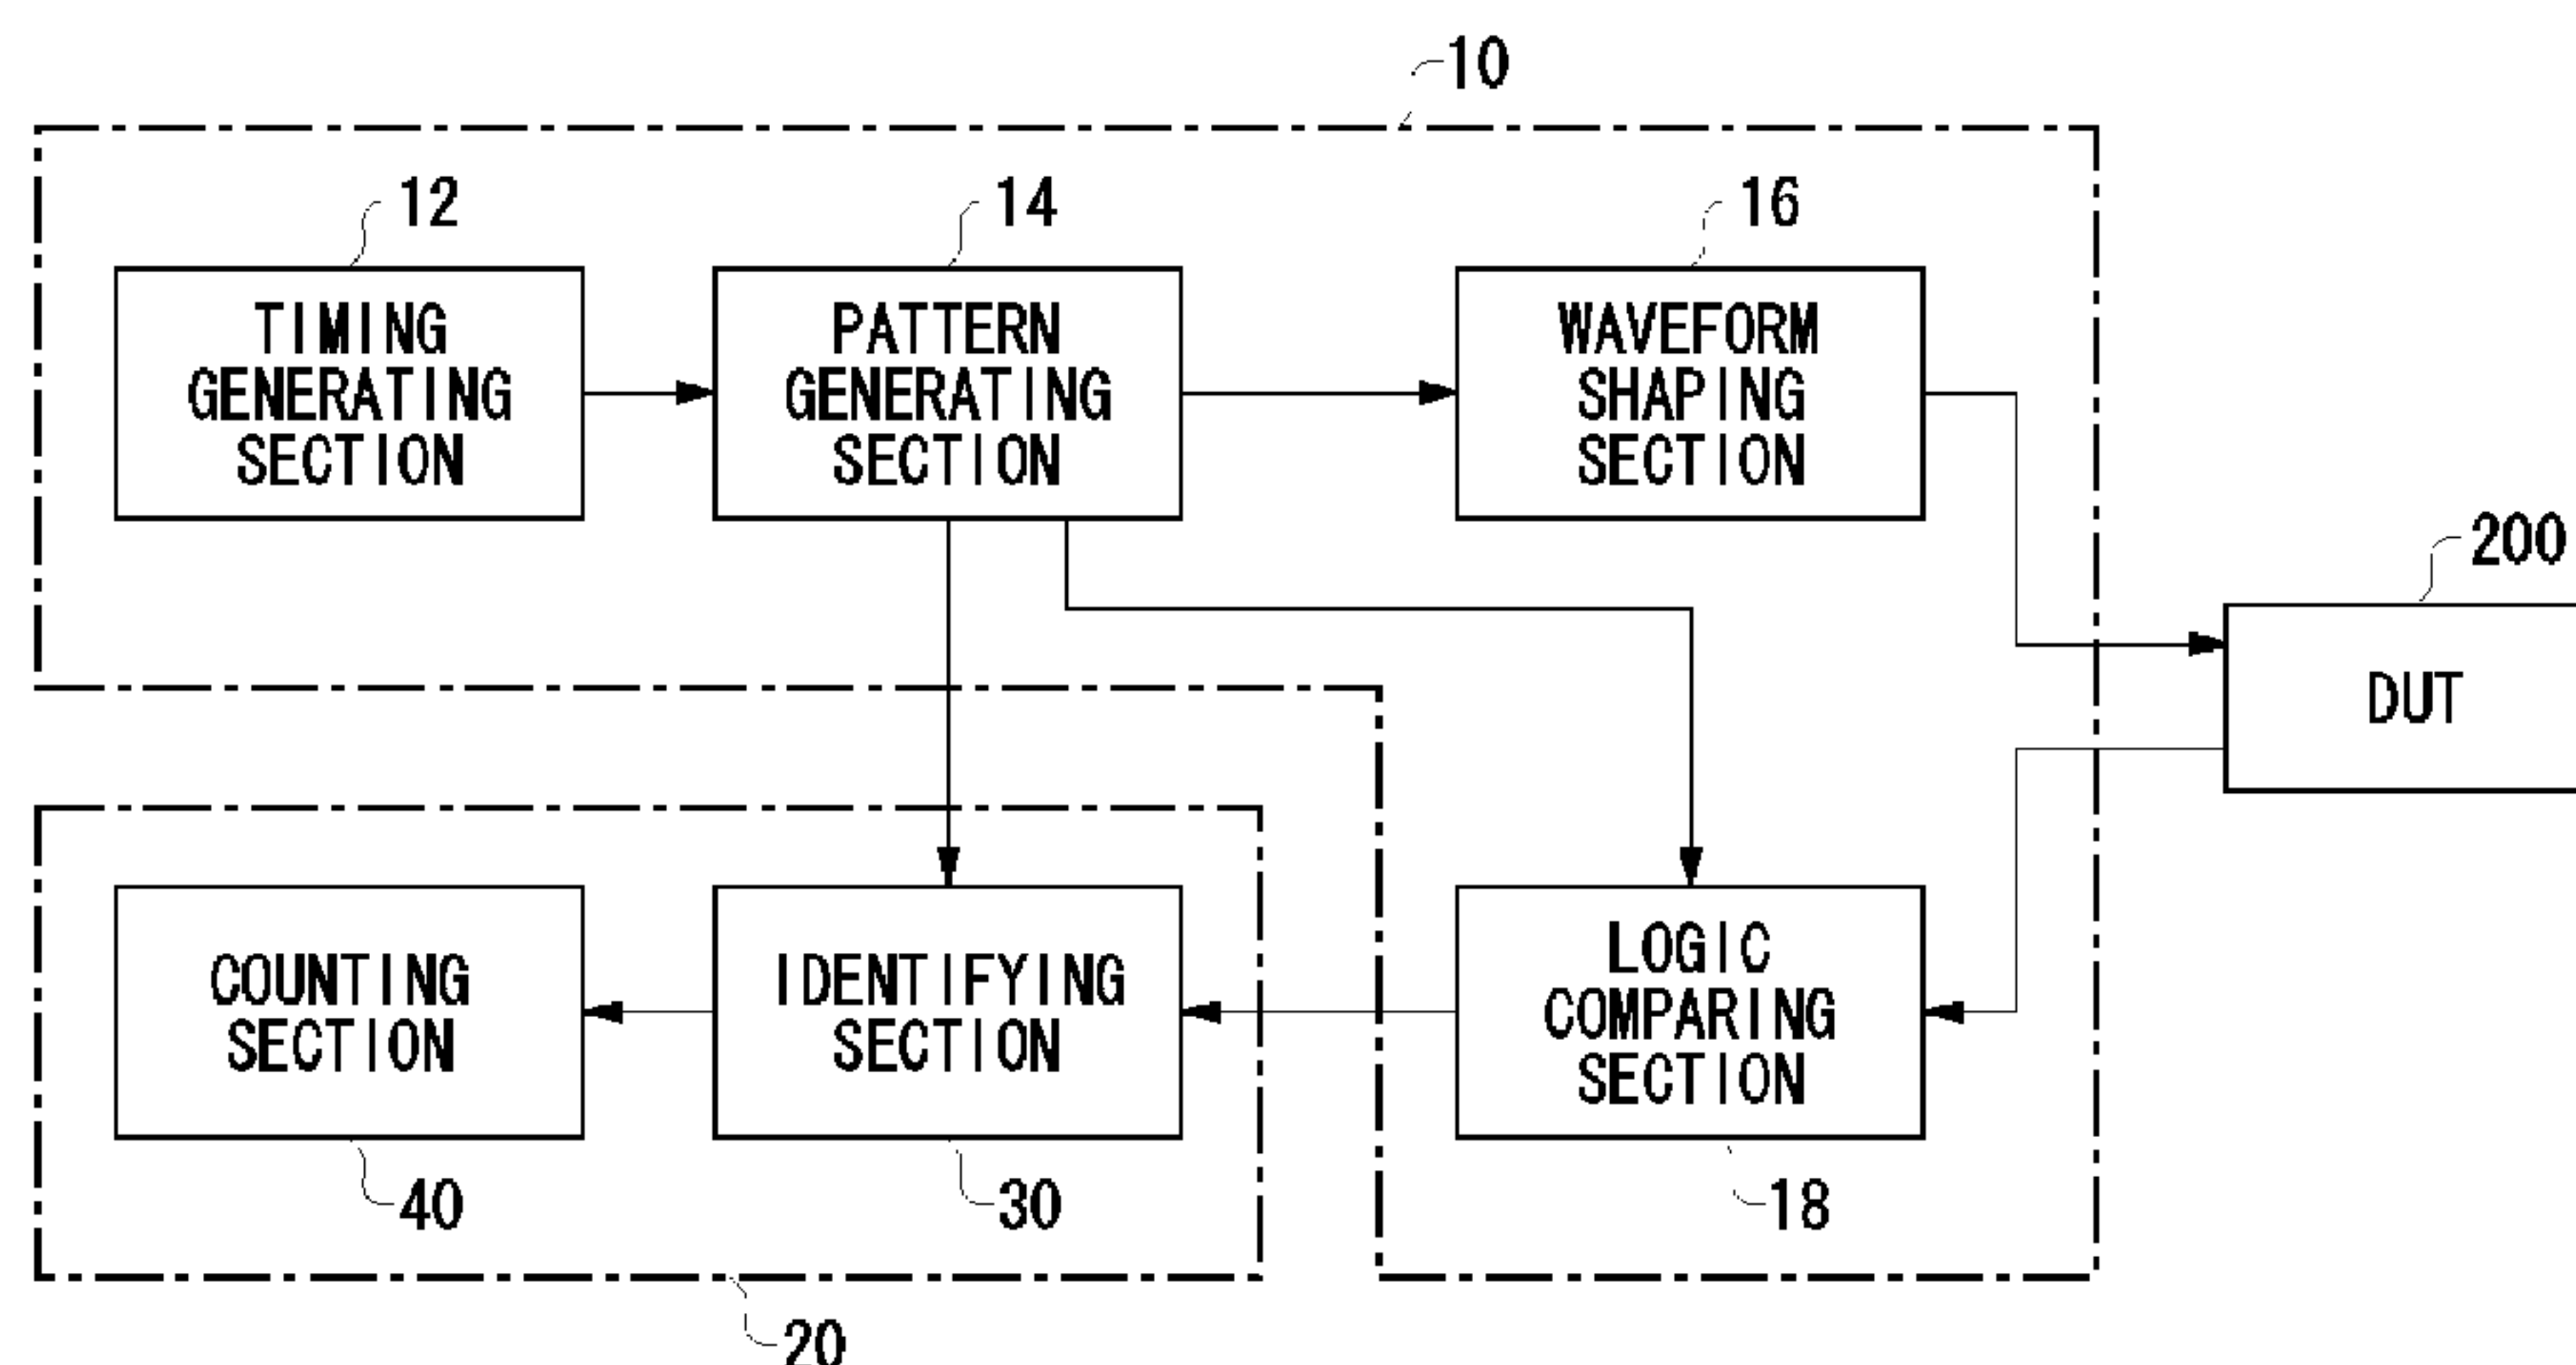 10
12
14
16
TIMING
GENERATING
SECTION
PATTERN
GENERATING
SECTION
WAVEFORM
SHAPING
SECTION
200
DUT
COUNTING
SECTION
IDENTIFYING
SECTION
LOGIC
COMPARING
SECTION
40
30
18
20